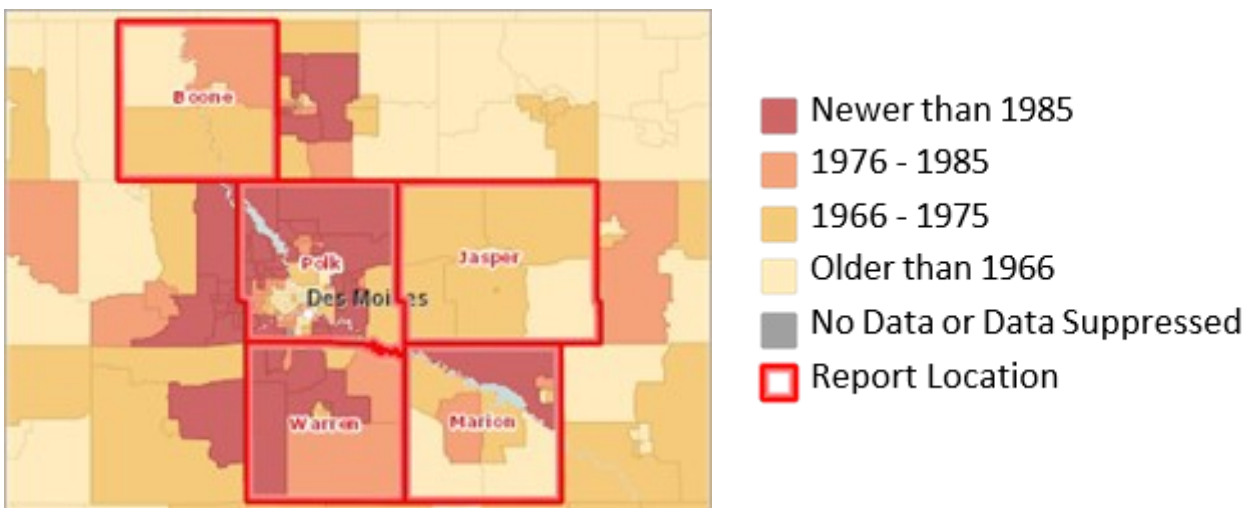 Boone
Polk
Jasper
Des Moines
Warren
Marion
Newer than 1985
1976 - 1985
1966 - 1975
Older than 1966
No Data or Data Suppressed
Report Location